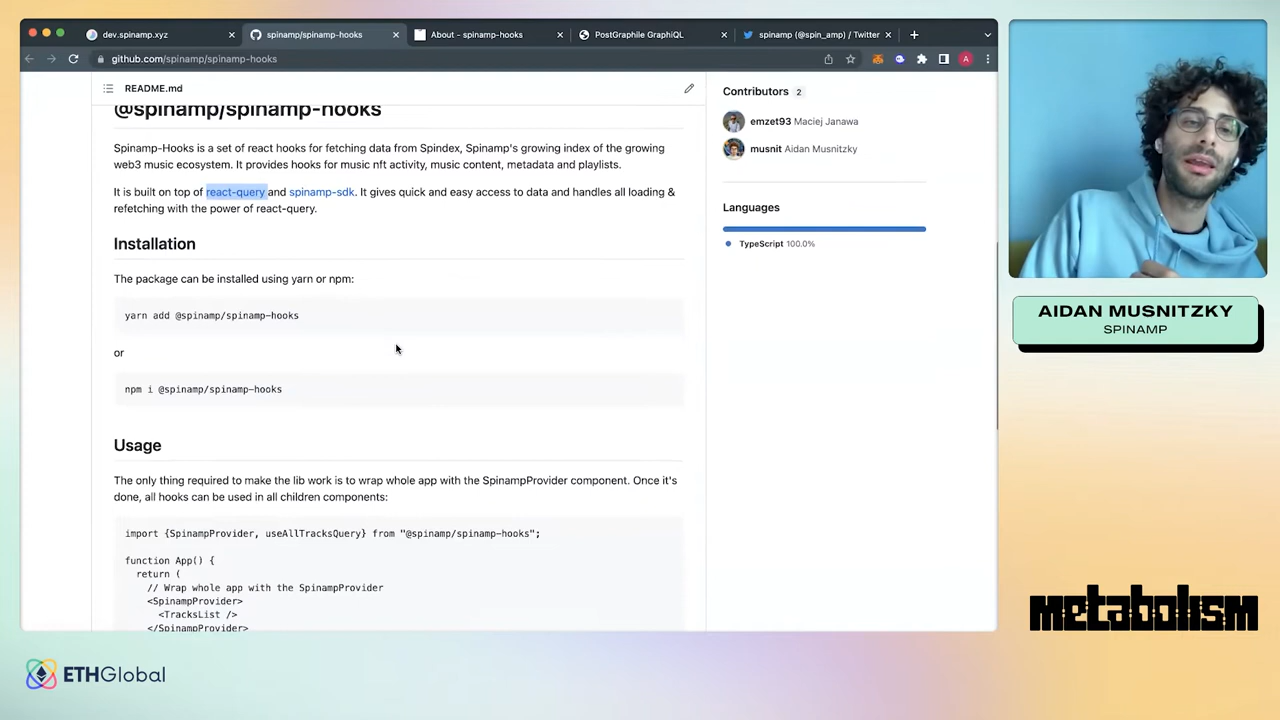 dev.spinamp.xyz
spinamp/spinamp-hooks
About - spinamp-hooks
PostGraphile GraphiQL
spinamp (@spin_amp) / Twitter
github.com/spinamp/spinamp-hooks
A
README.md
@spinamp/spinamp-hooks
Spinamp-Hooks is a set of react hooks for fetching data from Spindex, Spinamp's growing index of the growing
web3 music ecosystem. It provides hooks for music nft activity, music content, metadata and playlists.
It is built on top of react-query and spinamp-sdk. It gives quick and easy access to data and handles all loading &
refetching with the power of react-query.
Installation
The package can be installed using yarn or npm:
yarn add @spinamp/spinamp-hooks
or
npm i @spinamp/spinamp-hooks
Usage
The only thing required to make the lib work is to wrap whole app with the SpinampProvider component. Once it's
done, all hooks can be used in all children components:
import {SpinampProvider, useAllTracksQuery} from "@spinamp/spinamp-hooks";
function App() {
return (
// Wrap whole app with the SpinampProvider
<SpinampProvider>
<TracksList />
</SpinampProvider>
Contributors 2
emzet93 Maciej Janawa
musnit Aidan Musnitzky
Languages
TypeScript 100.0%
AIDAN MUSNITZKY
SPINAMP
metabolism
ETHGlobal